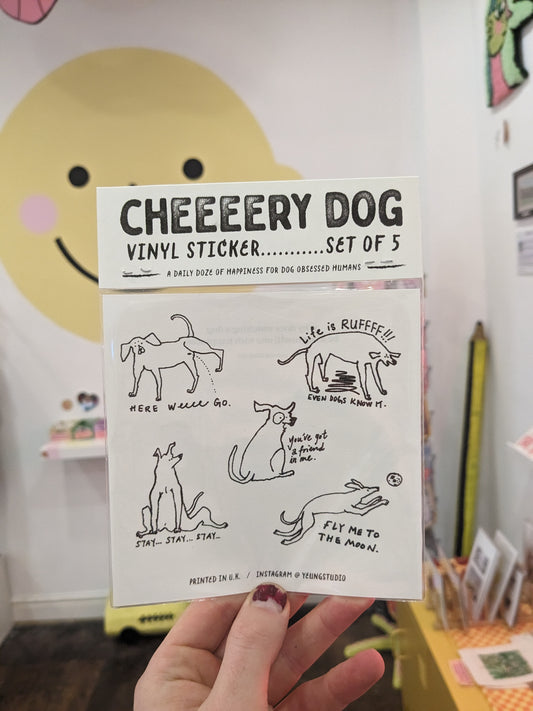 CHEEEERY DOG
VINYL STICKER...........SET OF 5
A DAILY DOZE OF HAPPINESS FOR DOG OBSESSED HUMANS
HERE Weeee GO.
Life is RUFFFF!!!
EVEN DOGS KNOW IT.
You've got
a friend
in me.
STAY... STAY... STAY..
FLY ME TO
THE MOON.
PRINTED IN U.K. / INSTAGRAM @ YEUNGSTUDIO